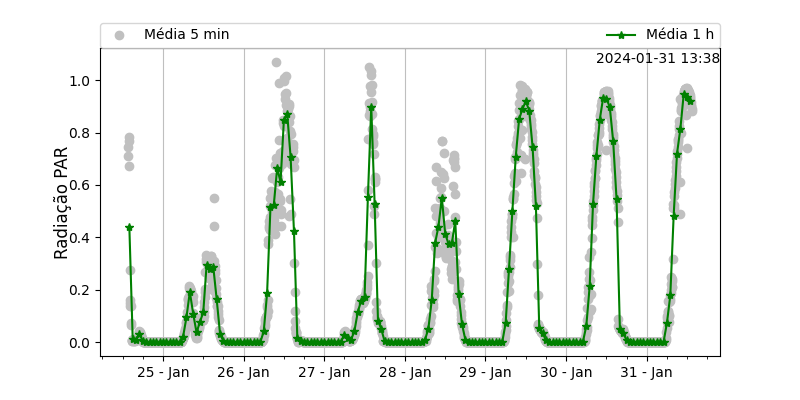 Média 5 min
Média 1 h
2024-01-31 13:38
Radiação PAR
1.0
0.8
0.6
0.4
0.2
0.0
25 - Jan
26 - Jan
27 - Jan
28 - Jan
29 - Jan
30 - Jan
31 - Jan